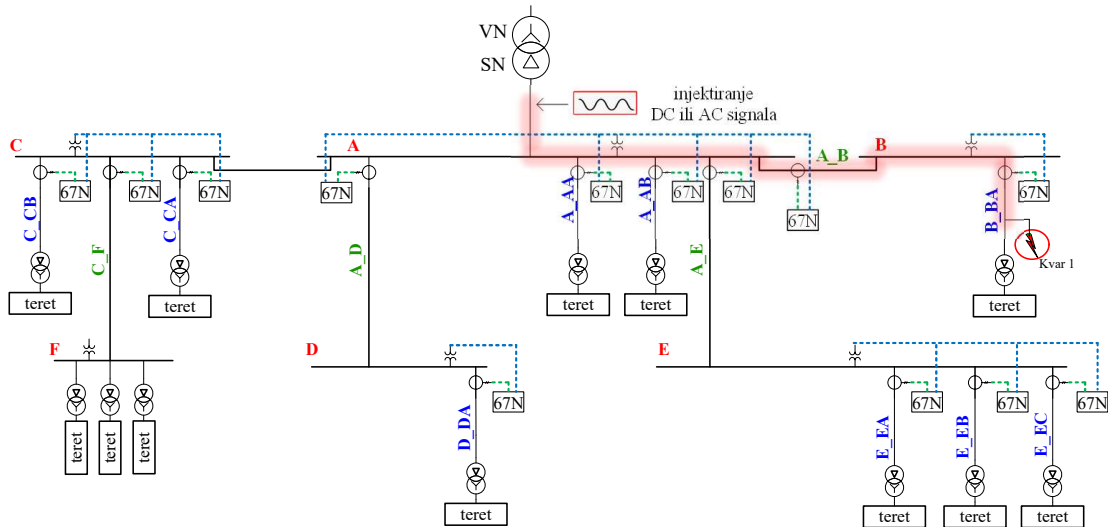 VN
SN
injektiranje
DC ili AC signala
C
A
A_B
B
67N
67N
67N
67N
67N
67N
67N
67N
67N
C_CB
C_F
C_CA
A_D
A_AA
A_AB
A_E
B_BA
Kvar 1
teret
teret
teret
teret
teret
F
D
E
67N
67N
67N
67N
teret
teret
teret
D_DA
E_EA
E_EB
E_EC
teret
teret
teret
teret